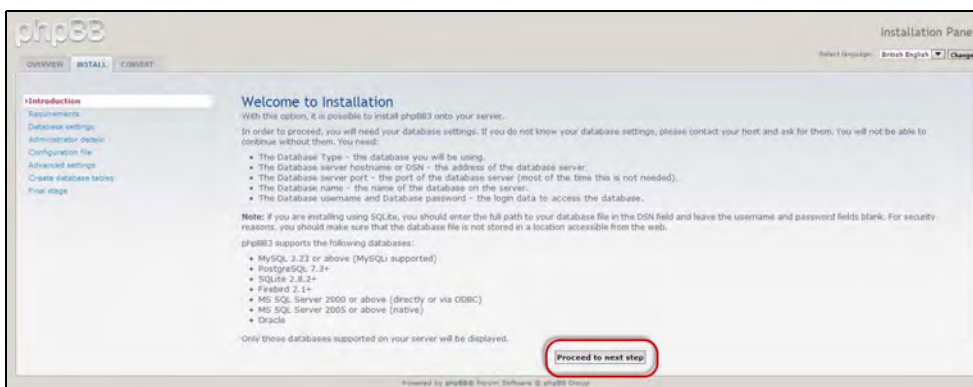 phpBB
Installation Pane
Select language: British English Change
OVERVIEW INSTALL CONVERT
Introduction
Requirements
Database settings
Administrator details
Configuration file
Advanced settings
Create database tables
Final stage
Welcome to Installation
With this option, it is possible to install phpBB3 onto your server.
In order to proceed, you will need your database settings. If you do not know your database settings, please contact your host and ask for them. You will not be able to
continue without them. You need:
• The Database Type - the database you will be using.
• The Database server hostname or DSN - the address of the database server.
• The Database server port - the port of the database server (most of the time this is not needed).
• The Database name - the name of the database on the server.
• The Database username and Database password - the login data to access the database.
Note: if you are installing using SQLite, you should enter the full path to your database file in the DSN field and leave the username and password fields blank. For security
reasons, you should make sure that the database file is not stored in a location accessible from the web.
phpBB3 supports the following databases:
• MySQL 3.23 or above (MySQLi supported)
• PostgreSQL 7.3+
• SQLite 2.8.2+
• Firebird 2.1+
• MS SQL Server 2000 or above (directly or via ODBC)
• MS SQL Server 2005 or above (native)
• Oracle
Only those databases supported on your server will be displayed.
Proceed to next step
Powered by phpBB® Forum Software © phpBB Group